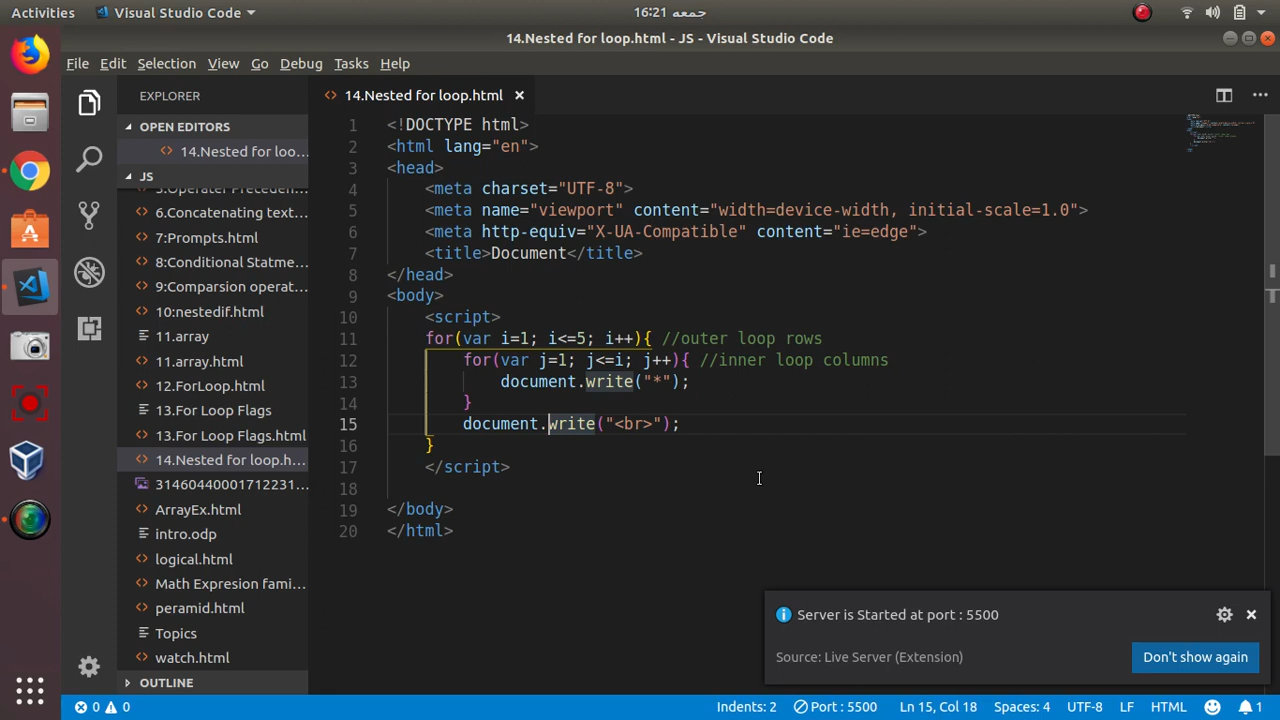 Activities
Visual Studio Code
جمعه 16:21
14.Nested for loop.html - JS - Visual Studio Code
File Edit Selection View Go Debug Tasks Help
EXPLORER
14.Nested for loop.html
OPEN EDITORS
14.Nested for loo...
JS
5.Operater Preceden...
6.Concatenating text...
7:Prompts.html
8:Conditional Statme...
9:Comparsion operat...
10:nestedif.html
11.array
11.array.html
12.ForLoop.html
13.For Loop Flags
13.For Loop Flags.html
14.Nested for loop.h...
31460440001712231...
ArrayEx.html
intro.odp
logical.html
Math Expresion fami...
peramid.html
Topics
watch.html
OUTLINE
1 <!DOCTYPE html>
2 <html lang="en">
3 <head>
4 <meta charset="UTF-8">
5 <meta name="viewport" content="width=device-width, initial-scale=1.0">
6 <meta http-equiv="X-UA-Compatible" content="ie=edge">
7 <title>Document</title>
8 </head>
9 <body>
10 <script>
11 for(var i=1; i<=5; i++){ //outer loop rows
12 for(var j=1; j<=i; j++){ //inner loop columns
13 document.write("*");
14 }
15 document.write("<br>");
16 }
17 </script>
18
19 </body>
20 </html>
Server is Started at port : 5500
Source: Live Server (Extension)
Don't show again
0 0
Indents: 2 Port : 5500 Ln 15, Col 18 Spaces: 4 UTF-8 LF HTML 1